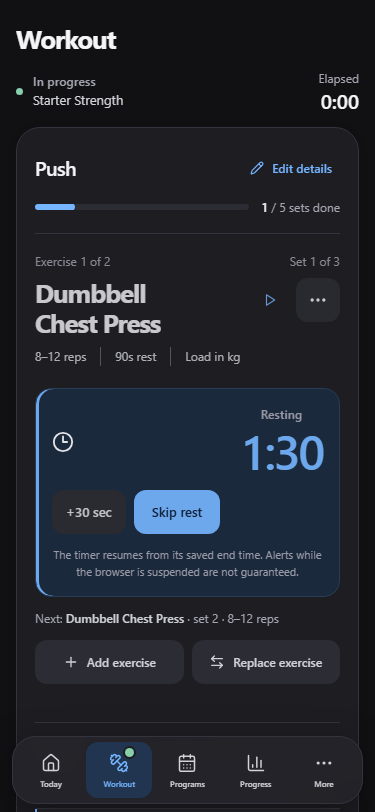 Workout
In progress
Starter Strength
Elapsed
0:00
Push
Edit details
1 / 5 sets done
Exercise 1 of 2
Set 1 of 3
Dumbbell
Chest Press
8–12 reps
90s rest
Load in kg
Resting
1:30
+30 sec
Skip rest
The timer resumes from its saved end time. Alerts while
the browser is suspended are not guaranteed.
Next: Dumbbell Chest Press · set 2 · 8–12 reps
Add exercise
Replace exercise
Today
Workout
Programs
Progress
More